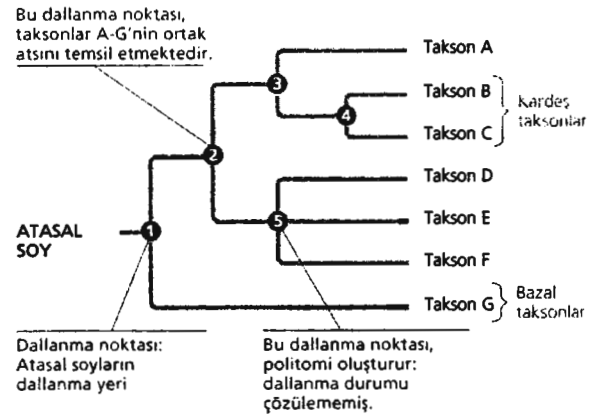 Bu dallanma noktası,
taksonlar A-G'nin ortak
atsını temsil etmektedir.
Takson A
3
Takson B
4
Kardeş
taksonlar
Takson C
2
Takson D
ATASAL
SOY
1
5
Takson E
Takson F
Takson G
Bazal
taksonlar
Dallanma noktası:
Atasal soyların
dallanma yeri
Bu dallanma noktası,
politomi oluşturur:
dallanma durumu
çözülememiş.